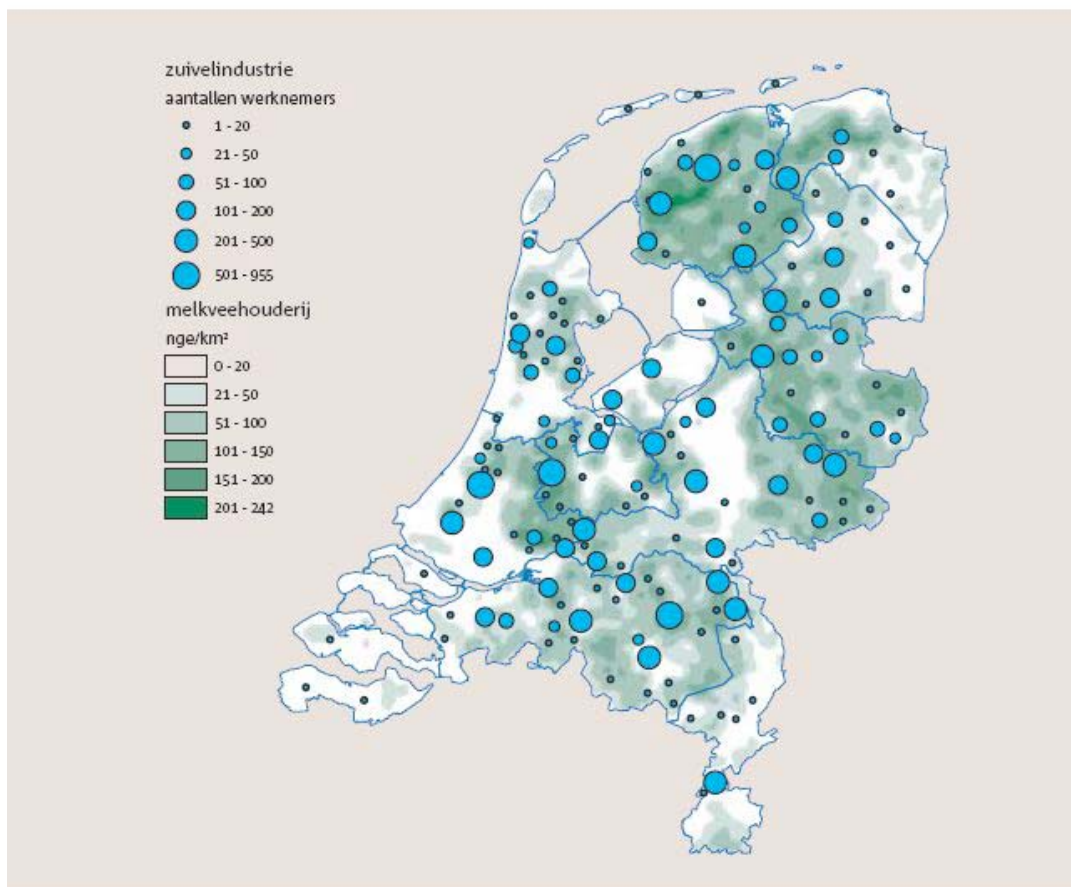 zuivelindustrie
aantallen werknemers
1 - 20
21 - 50
51 - 100
101 - 200
201 - 500
501 - 955
melkveehouderij
nge/km²
0 - 20
21 - 50
51 - 100
101 - 150
151 - 200
201 - 242